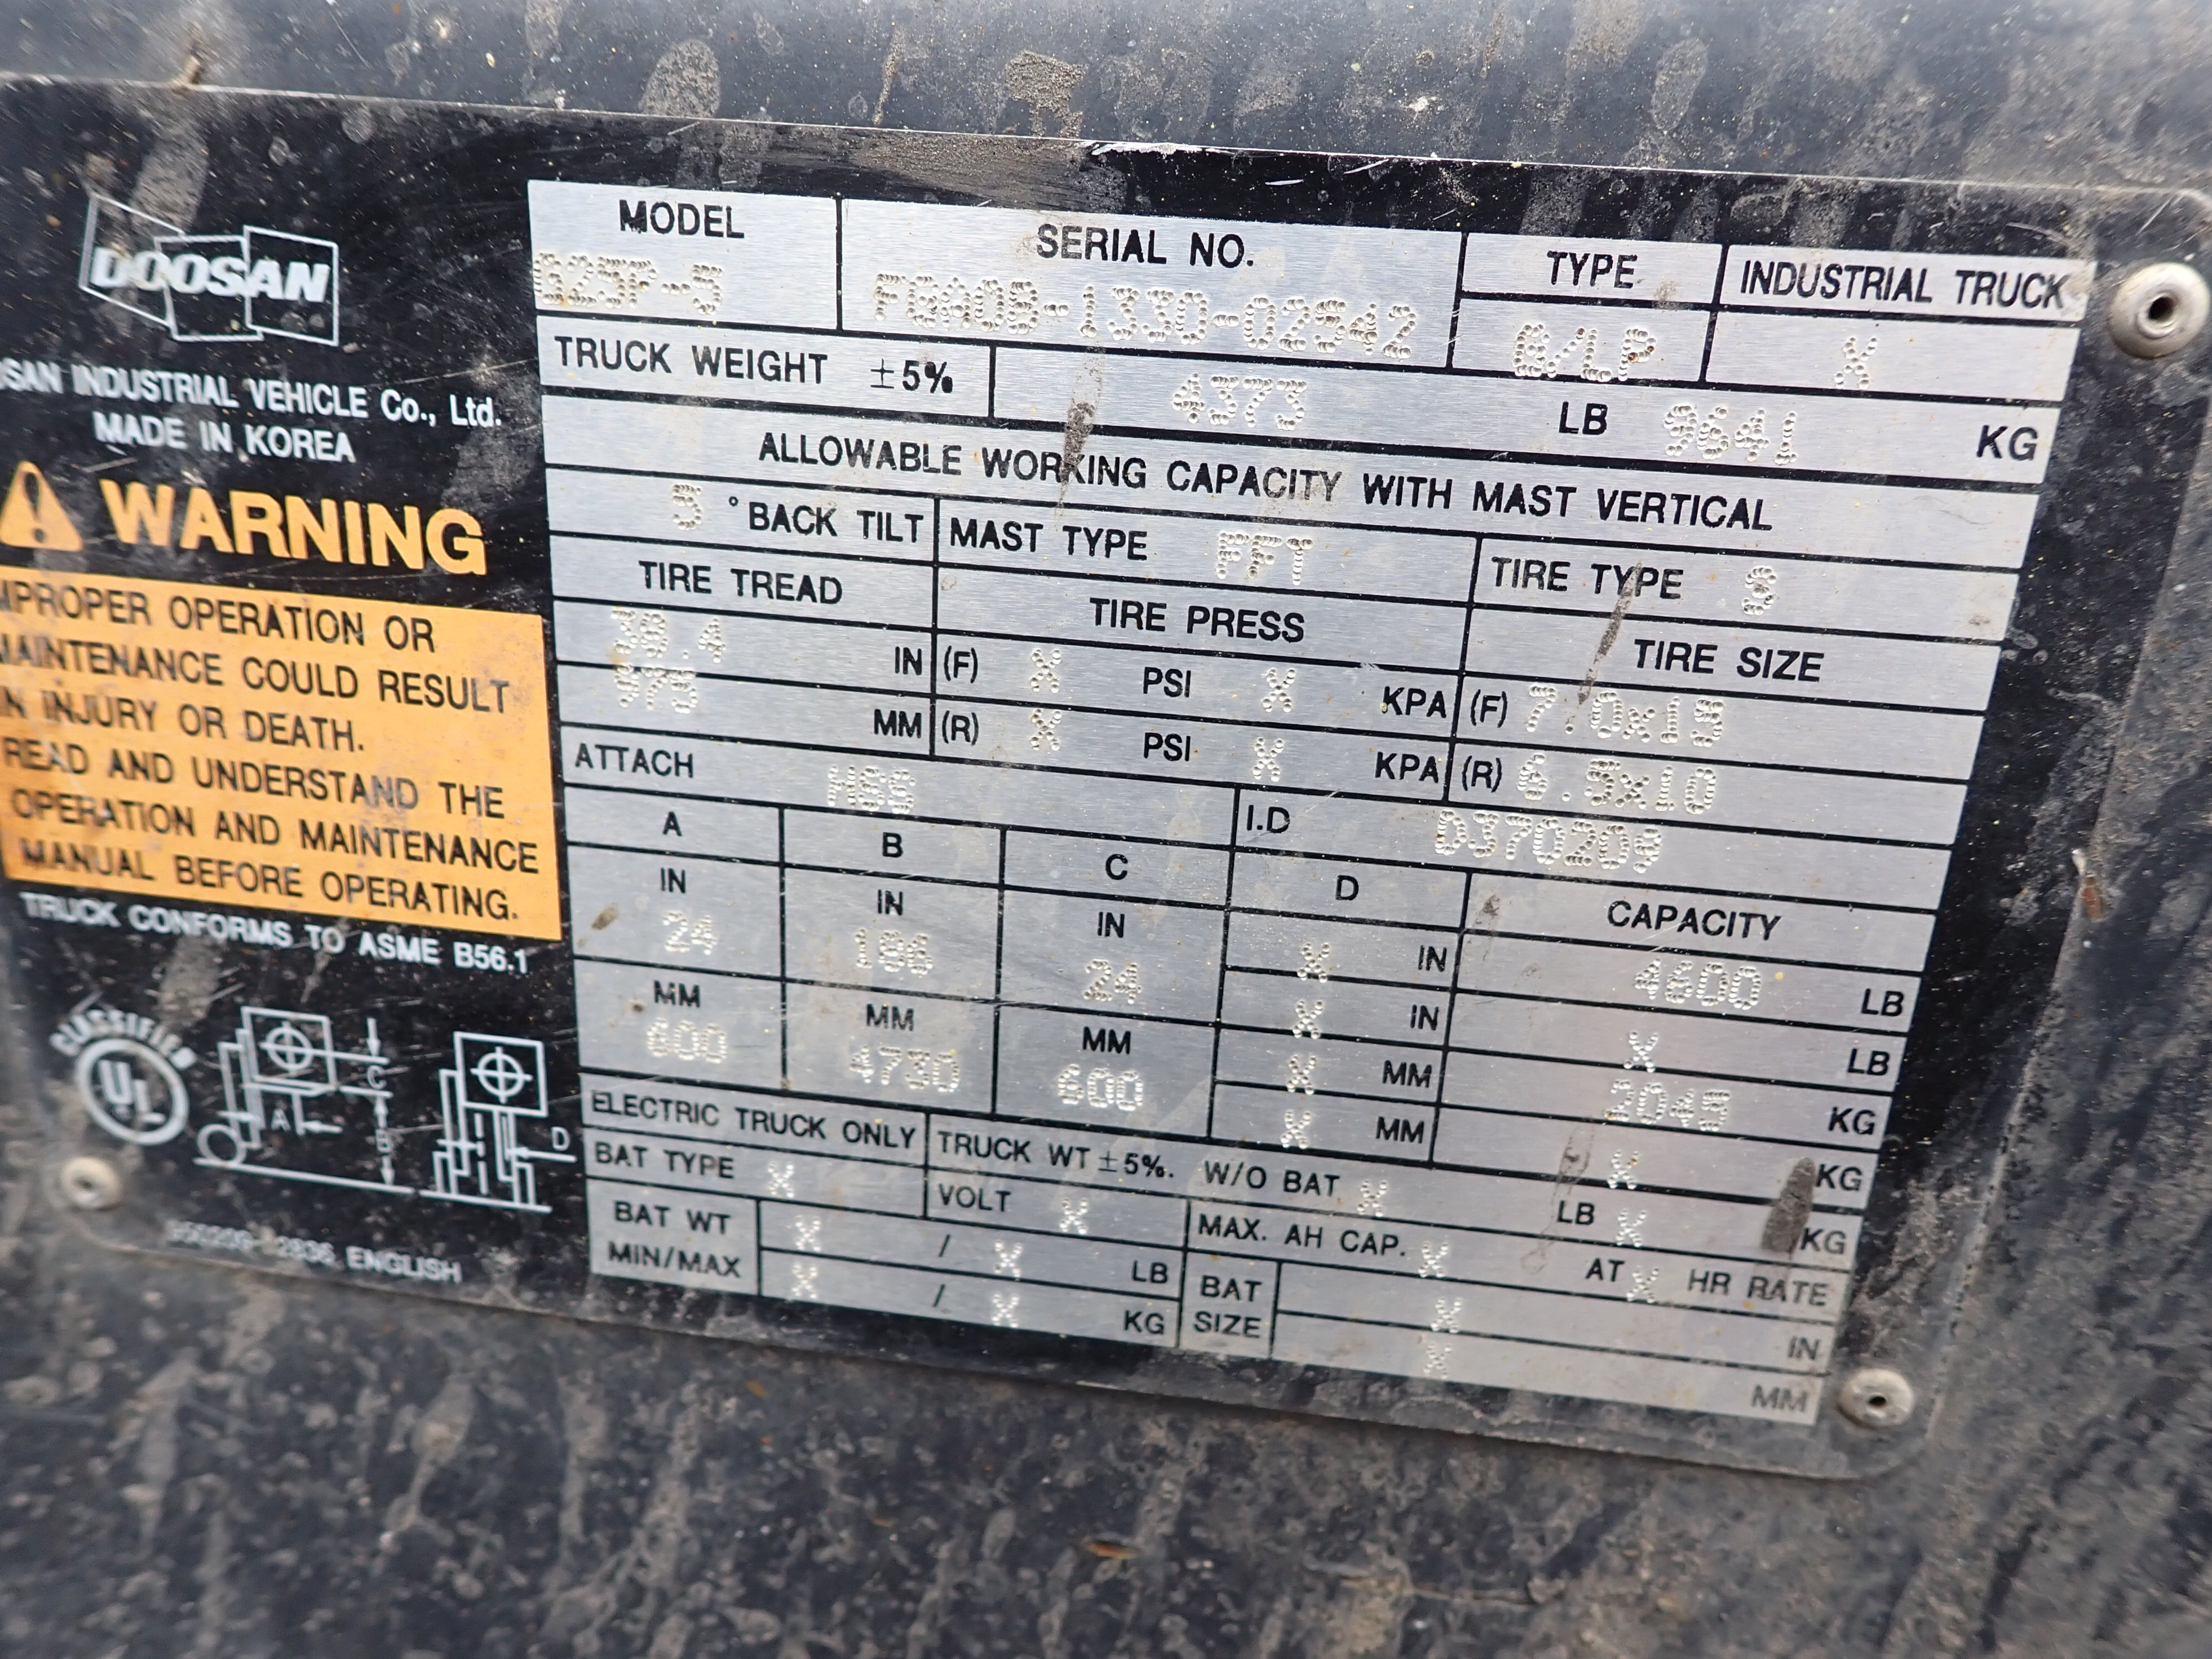 DOOSAN
SAN INDUSTRIAL VEHICLE Co., Ltd.
MADE IN KOREA
WARNING
MPROPER OPERATION OR
MAINTENANCE COULD RESULT
IN INJURY OR DEATH.
READ AND UNDERSTAND THE
OPERATION AND MAINTENANCE
MANUAL BEFORE OPERATING.
TRUCK CONFORMS TO ASME B56.1
CLASSIFIED
UL
A B C D
ENGLISH
MODEL SERIAL NO. TYPE INDUSTRIAL TRUCK
G25P-5 FGA0B-1330-02542 G/LP X
TRUCK WEIGHT ±5% 4373 LB 9641 KG
ALLOWABLE WORKING CAPACITY WITH MAST VERTICAL
5 °BACK TILT MAST TYPE FFT TIRE TYPE S
TIRE TREAD TIRE PRESS TIRE SIZE
38.4 IN (F) X PSI X KPA (F) 7.0x15
975 MM (R) X PSI X KPA (R) 6.5x10
ATTACH HSS I.D D370209
A B C D CAPACITY
IN IN IN X IN 4600 LB
24 186 24 X IN X LB
MM MM MM X MM 2045 KG
600 4730 600 X MM X KG
ELECTRIC TRUCK ONLY TRUCK WT ±5%. W/O BAT X LB X KG
BAT TYPE X VOLT X MAX. AH CAP. X AT X HR RATE
BAT WT MIN/MAX X / X LB BAT SIZE X IN
X / X KG X MM